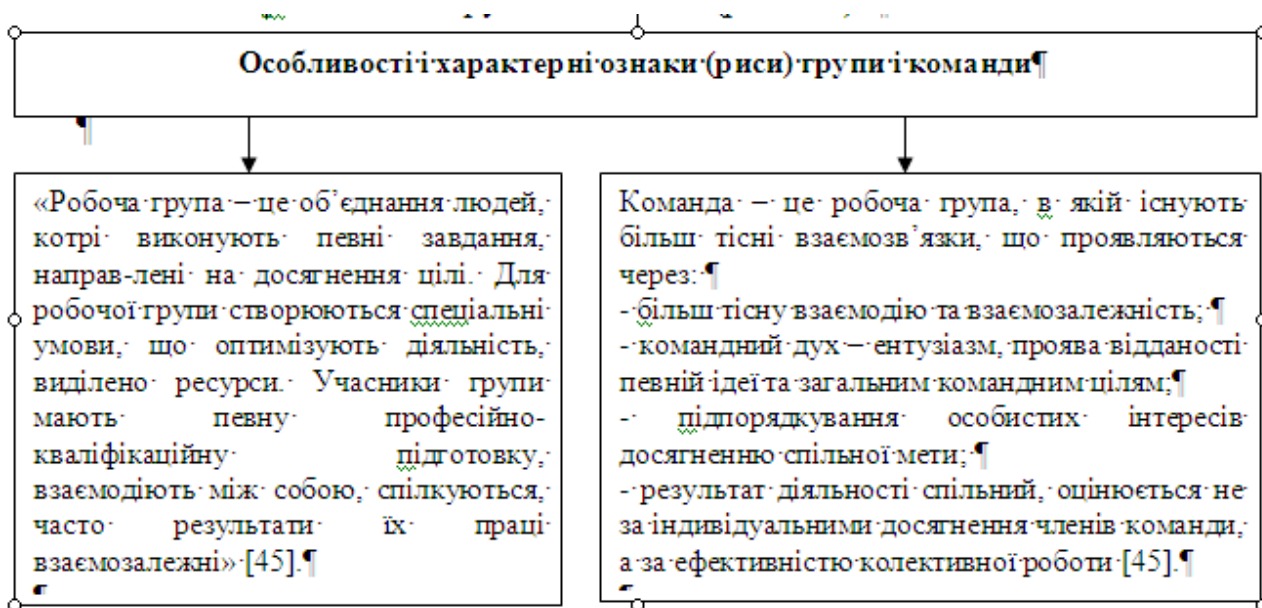 Особливості і характерні ознаки (риси) групи і команди¶
¶
«Робоча група – це об’єднання людей,
котрі виконують певні завдання,
направ-лені на досягнення цілі. Для
робочої групи створюються спеціальні
умови, що оптимізують діяльність,
виділено ресурси. Учасники групи
мають певну професійно-
кваліфікаційну підготовку,
взаємодіють між собою, спілкуються,
часто результати їх праці
взаємозалежні» [45].¶
¶
Команда – це робоча група, в якій існують
більш тісні взаємозв’язки, що проявляються
через: ¶
- більш тісну взаємодію та взаємозалежність; ¶
- командний дух – ентузіазм, проява відданості
певній ідеї та загальним командним цілям;¶
- підпорядкування особистих інтересів
досягненню спільної мети; ¶
- результат діяльності спільний, оцінюється не
за індивідуальними досягнення членів команди,
а за ефективністю колективної роботи [45].¶
¶